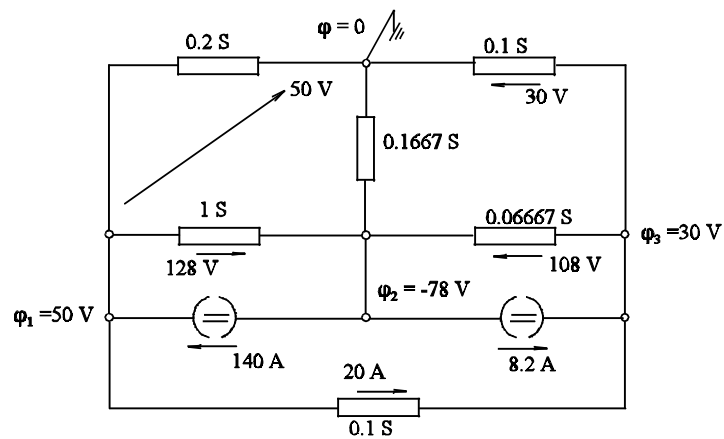 φ = 0
0.2 S
0.1 S
50 V
30 V
0.1667 S
1 S
0.06667 S
φ₃ =30 V
128 V
108 V
φ₂ = -78 V
φ₁ =50 V
140 A
8.2 A
20 A
0.1 S